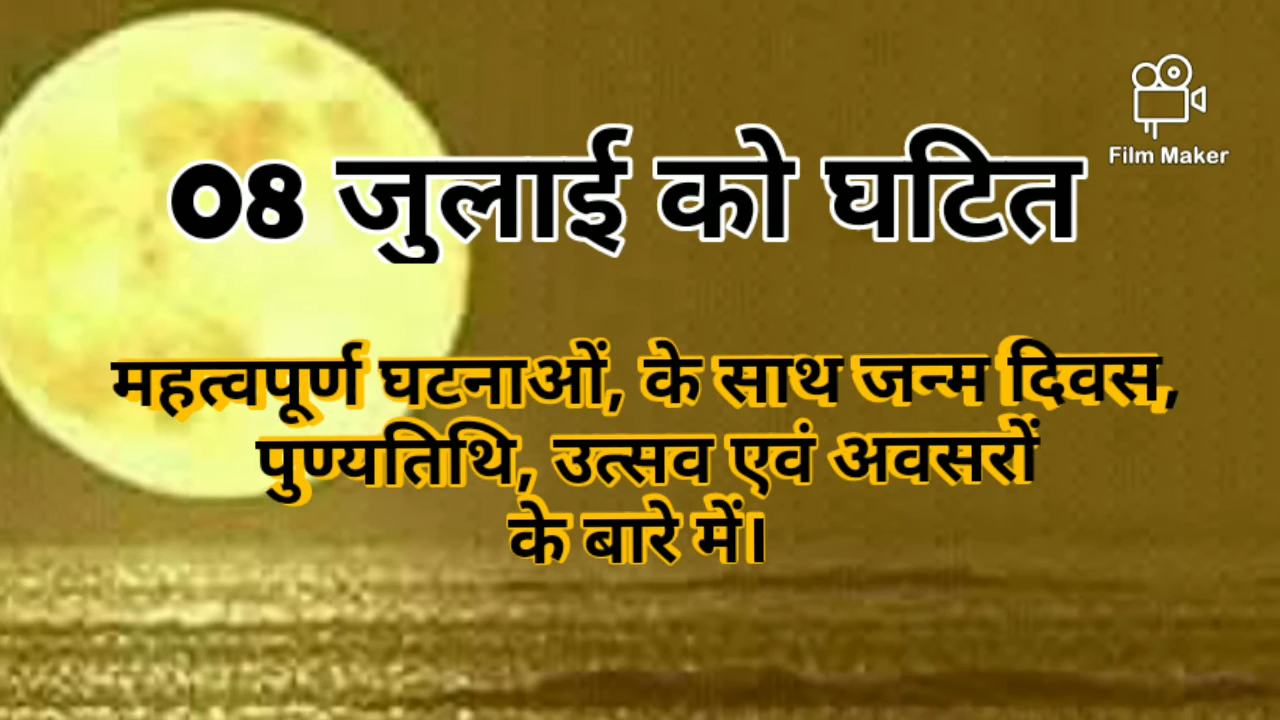 Film Maker
08 जुलाई को घटित
महत्वपूर्ण घटनाओं, के साथ जन्म दिवस,
पुण्यतिथि, उत्सव एवं अवसरों
के बारे में।